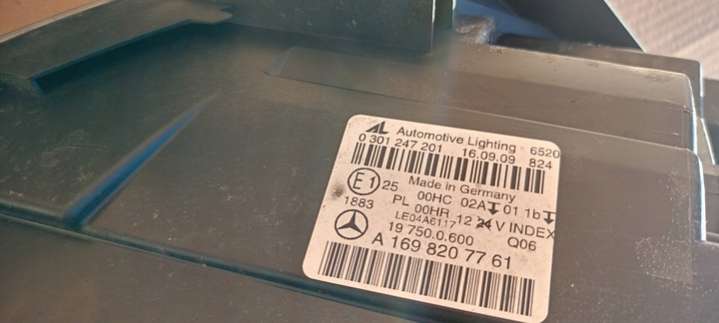 AL Automotive Lighting 6520
0 301 247 201 16.09.09 824
Made in Germany
E1 25 00HC 02A 01 1b
1883 PL 00HR 12 24 V INDEX
LE04A6117 Q06
19 750.0.600
A 169 820 77 61